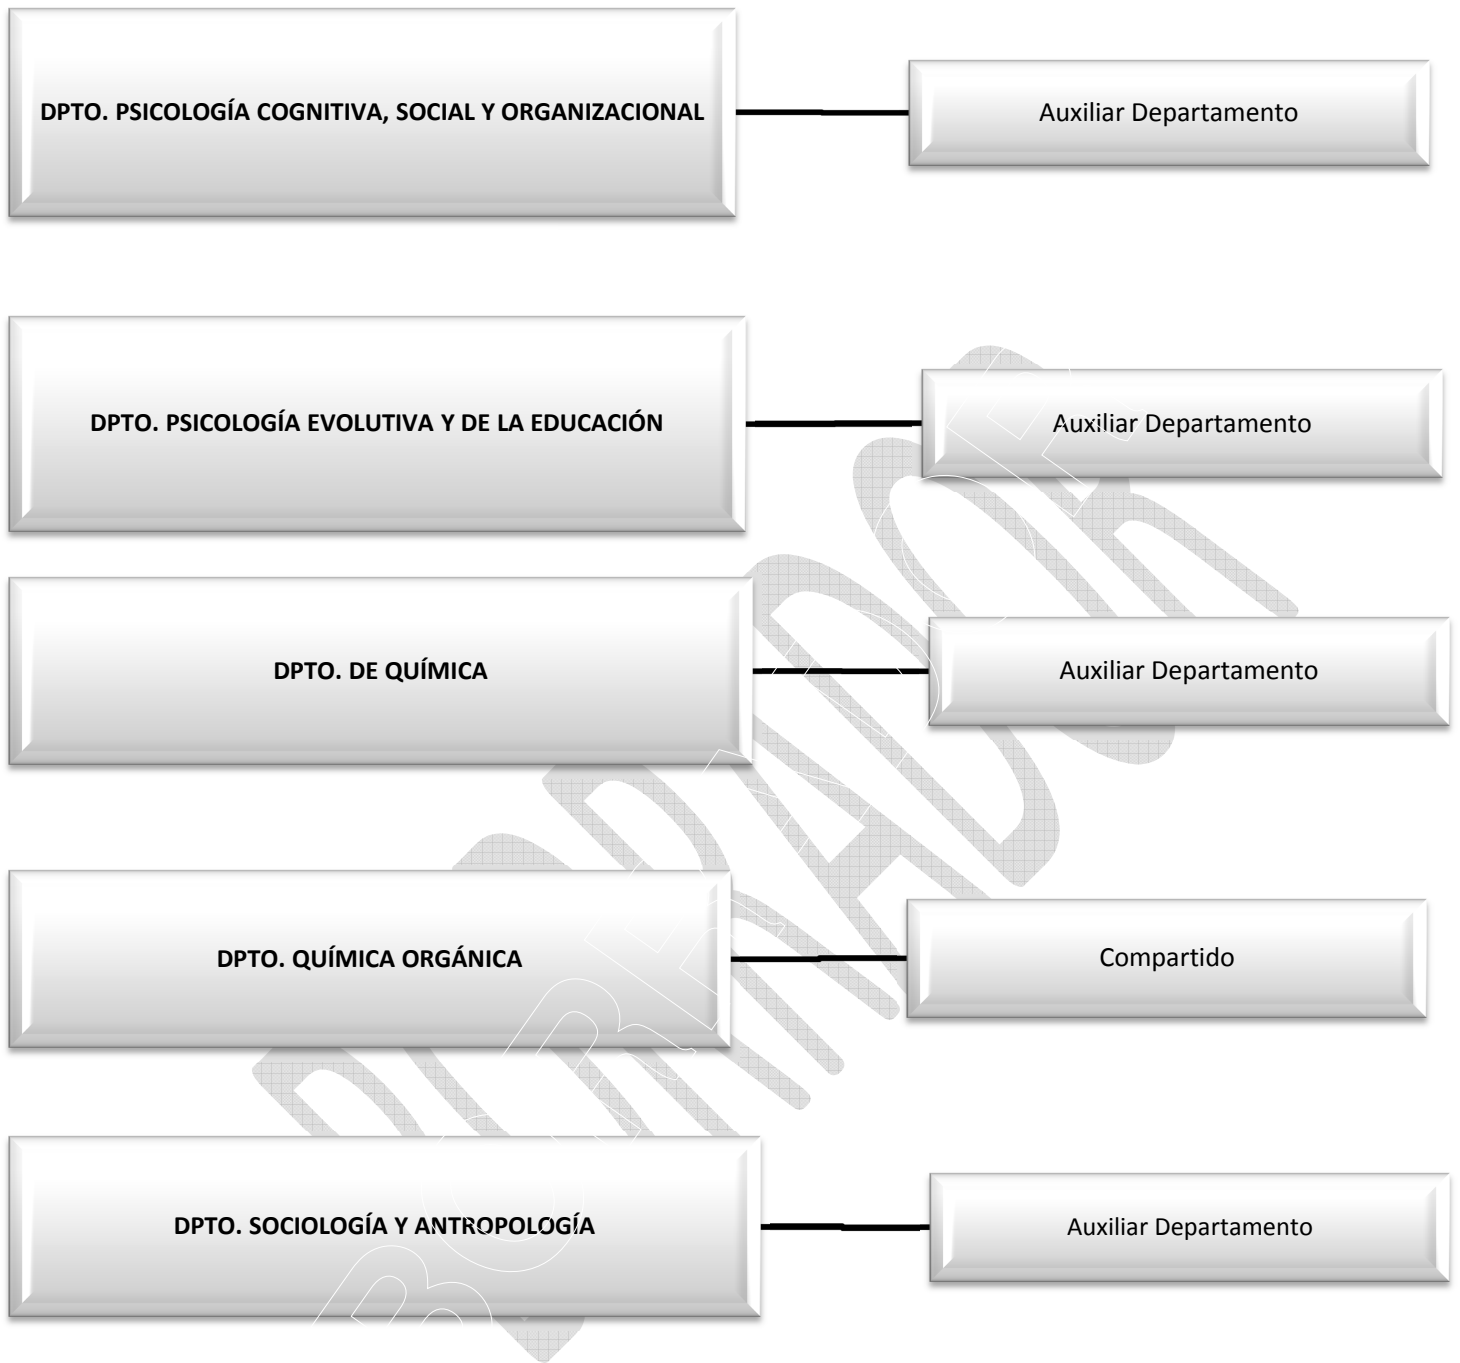 DPTO. PSICOLOGÍA COGNITIVA, SOCIAL Y ORGANIZACIONAL
Auxiliar Departamento
DPTO. PSICOLOGÍA EVOLUTIVA Y DE LA EDUCACIÓN
Auxiliar Departamento
DPTO. DE QUÍMICA
Auxiliar Departamento
DPTO. QUÍMICA ORGÁNICA
Compartido
DPTO. SOCIOLOGÍA Y ANTROPOLOGÍA
Auxiliar Departamento
BORRADOR